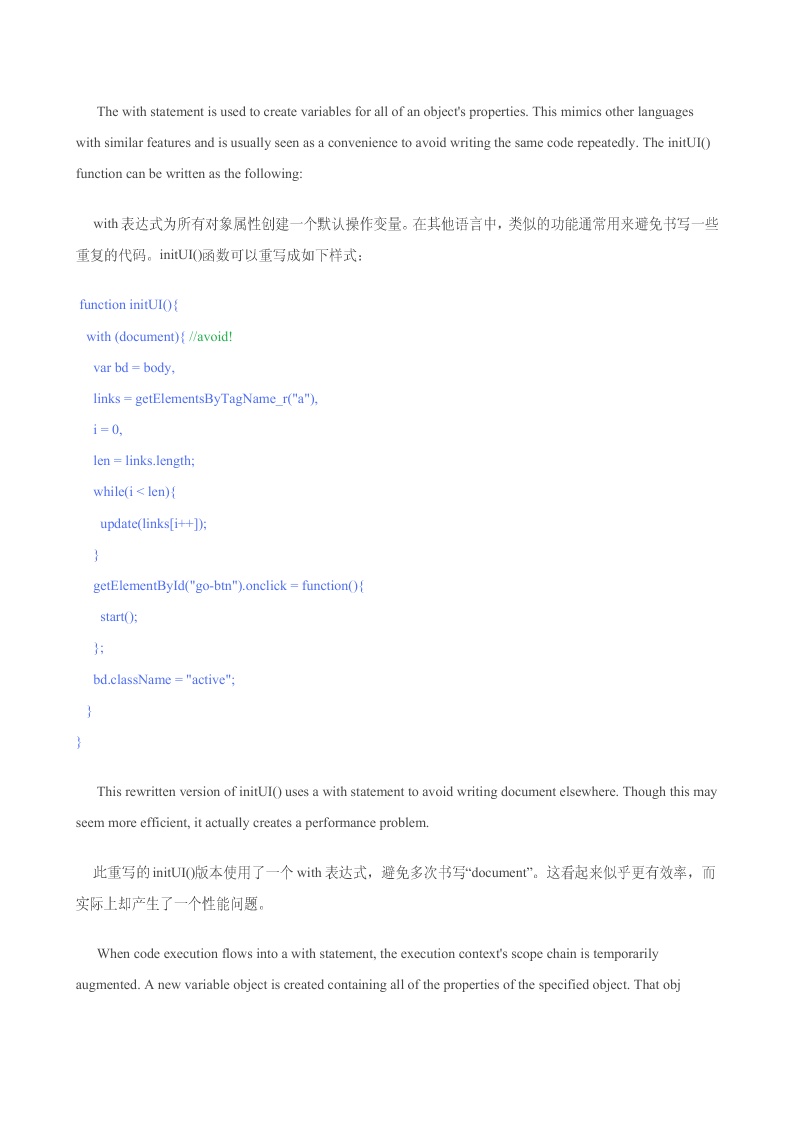 The with statement is used to create variables for all of an object's properties. This mimics other languages
with similar features and is usually seen as a convenience to avoid writing the same code repeatedly. The initUI()
function can be written as the following:
with 表达式为所有对象属性创建一个默认操作变量。在其他语言中，类似的功能通常用来避免书写一些
重复的代码。initUI()函数可以重写成如下样式：
function initUI(){
with (document){ //avoid!
var bd = body,
links = getElementsByTagName_r("a"),
i = 0,
len = links.length;
while(i < len){
update(links[i++]);
}
getElementById("go-btn").onclick = function(){
start();
};
bd.className = "active";
}
}
This rewritten version of initUI() uses a with statement to avoid writing document elsewhere. Though this may
seem more efficient, it actually creates a performance problem.
此重写的 initUI()版本使用了一个 with 表达式，避免多次书写“document”。这看起来似乎更有效率，而
实际上却产生了一个性能问题。
When code execution flows into a with statement, the execution context's scope chain is temporarily
augmented. A new variable object is created containing all of the properties of the specified object. That obj